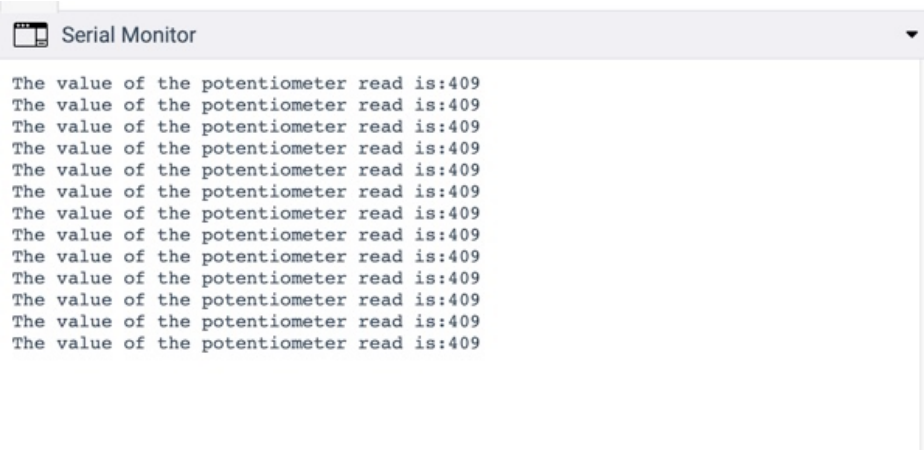 Serial Monitor
The value of the potentiometer read is:409
The value of the potentiometer read is:409
The value of the potentiometer read is:409
The value of the potentiometer read is:409
The value of the potentiometer read is:409
The value of the potentiometer read is:409
The value of the potentiometer read is:409
The value of the potentiometer read is:409
The value of the potentiometer read is:409
The value of the potentiometer read is:409
The value of the potentiometer read is:409
The value of the potentiometer read is:409
The value of the potentiometer read is:409